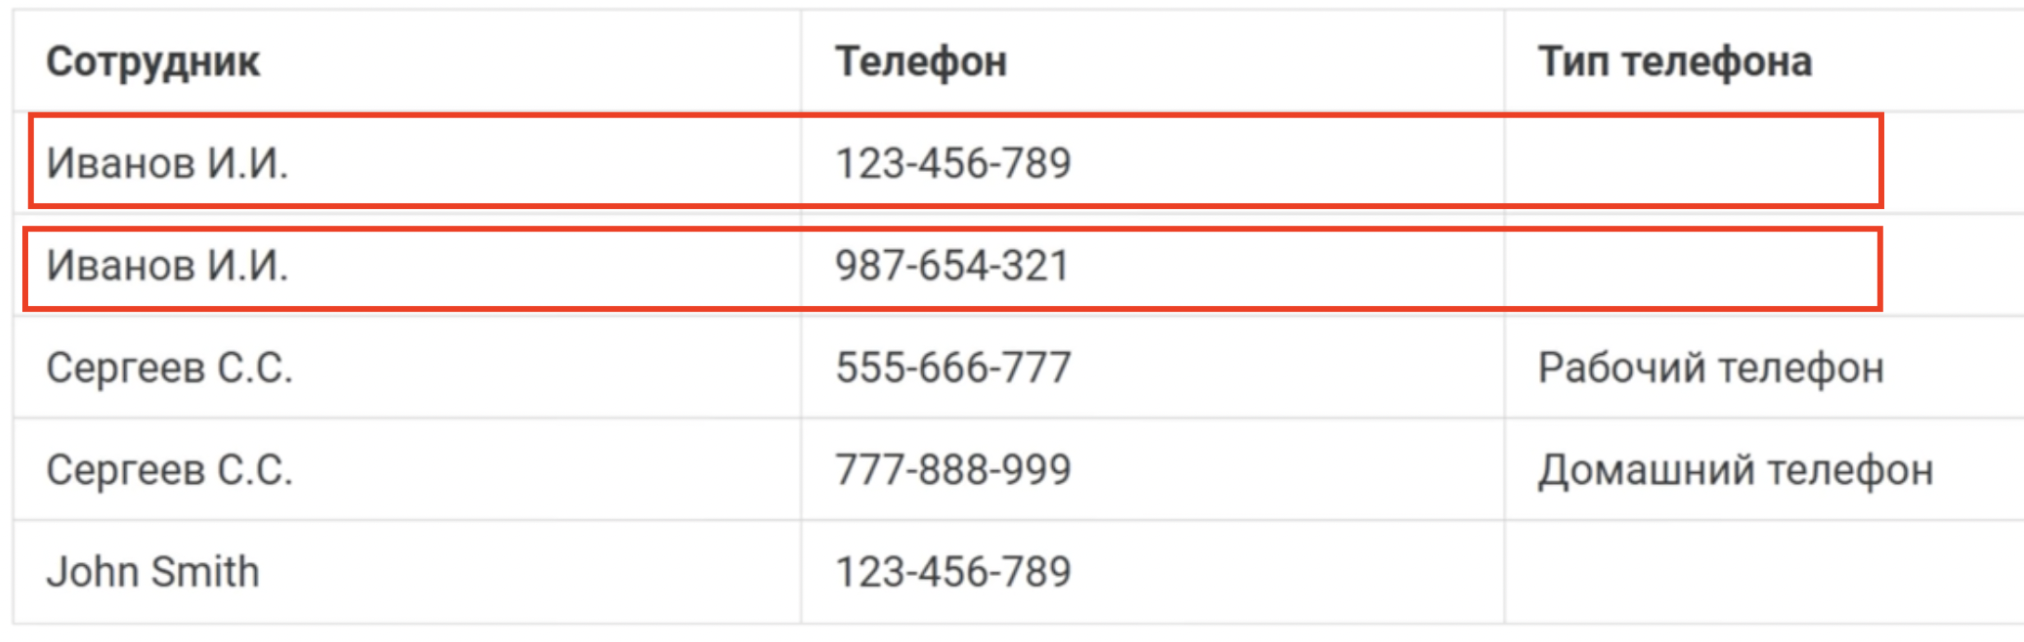 Сотрудник Телефон Тип телефона
Иванов И.И. 123-456-789
Иванов И.И. 987-654-321
Сергеев С.С. 555-666-777 Рабочий телефон
Сергеев С.С. 777-888-999 Домашний телефон
John Smith 123-456-789